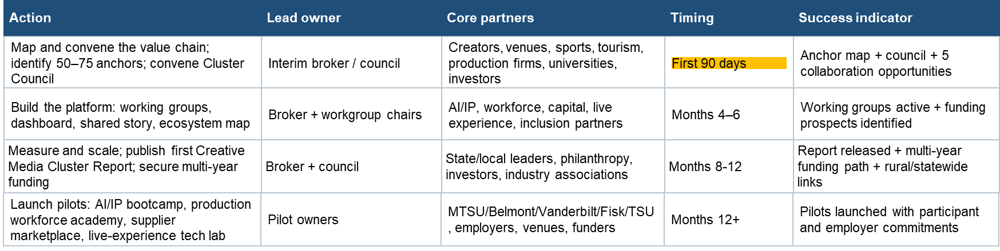 Action Lead owner Core partners Timing Success indicator
Map and convene the value chain;
identify 50–75 anchors; convene Cluster
Council
Interim broker / council
Creators, venues, sports, tourism,
production firms, universities,
investors
First 90 days
Anchor map + council + 5
collaboration opportunities
Build the platform: working groups,
dashboard, shared story, ecosystem map
Broker + workgroup chairs
AI/IP, workforce, capital, live
experience, inclusion partners
Months 4–6
Working groups active + funding
prospects identified
Measure and scale; publish first Creative
Media Cluster Report; secure multi-year
funding
Broker + council
State/local leaders, philanthropy,
investors, industry associations
Months 8-12
Report released + multi-year
funding path + rural/statewide
links
Launch pilots: AI/IP bootcamp, production
workforce academy, supplier
marketplace, live-experience tech lab
Pilot owners
MTSU/Belmont/Vanderbilt/Fisk/TSU
, employers, venues, funders
Months 12+
Pilots launched with participant
and employer commitments